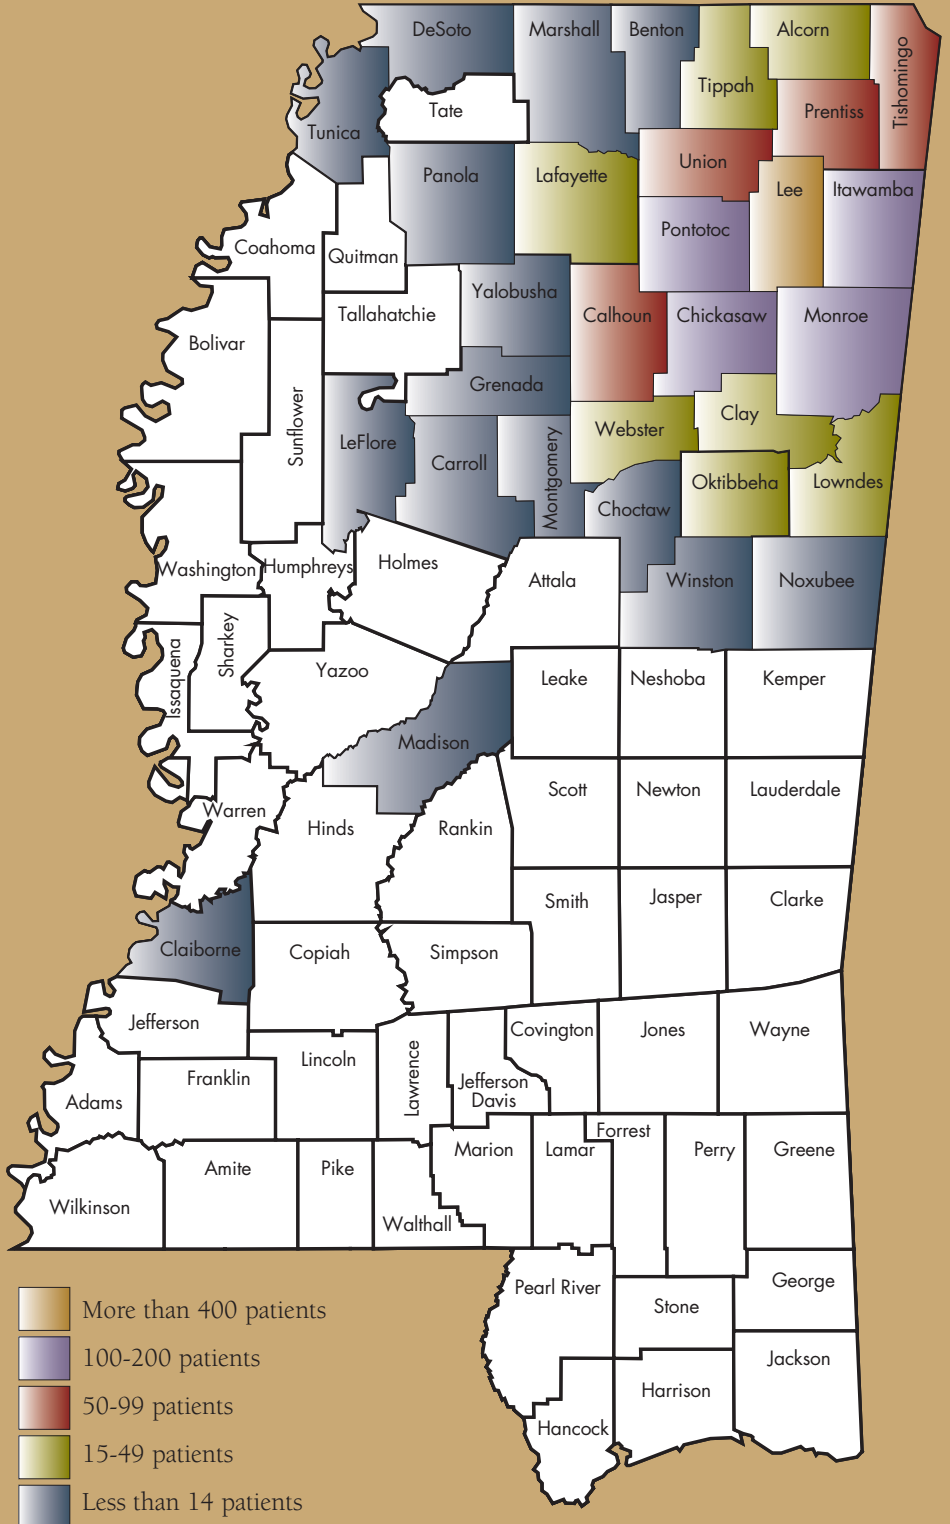 DeSoto
Marshall
Benton
Tippah
Alcorn
Tishomingo
Prentiss
Tate
Tunica
Panola
Lafayette
Union
Lee
Itawamba
Pontotoc
Coahoma
Quitman
Yalobusha
Calhoun
Chickasaw
Monroe
Tallahatchie
Bolivar
Grenada
Sunflower
LeFlore
Carroll
Montgomery
Webster
Clay
Choctaw
Oktibbeha
Lowndes
Washington
Humphreys
Holmes
Attala
Winston
Noxubee
Issaquena
Sharkey
Yazoo
Leake
Neshoba
Kemper
Madison
Warren
Hinds
Rankin
Scott
Newton
Lauderdale
Smith
Jasper
Clarke
Claiborne
Copiah
Simpson
Jefferson
Lincoln
Lawrence
Jefferson
Davis
Covington
Jones
Wayne
Adams
Franklin
Wilkinson
Amite
Pike
Walthall
Marion
Lamar
Forrest
Perry
Greene
Pearl River
Stone
George
Hancock
Harrison
Jackson
More than 400 patients
100-200 patients
50-99 patients
15-49 patients
Less than 14 patients